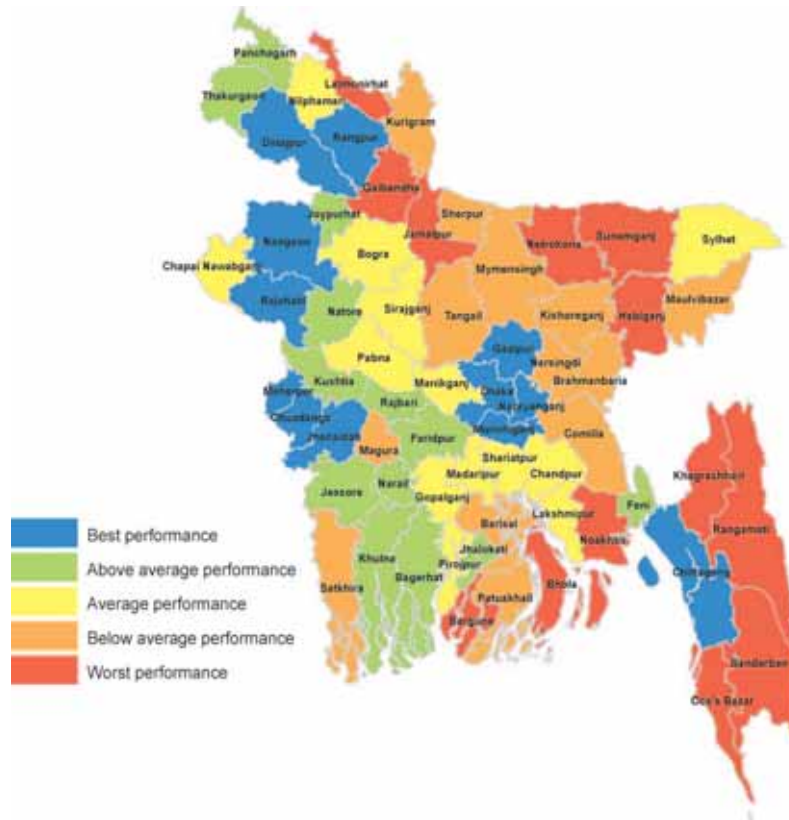 Panchagarh
Lalmonirhat
Thakurgaon
Nilphamari
Kurigram
Dinajpur
Rangpur
Gaibandha
Joypurhat
Sherpur
Jamalpur
Netrokona
Sunamganj
Sylhet
Naogaon
Bogra
Mymensingh
Chapai Nawabganj
Maulvibazar
Rajshahi
Natore
Sirajganj
Tangail
Kishoreganj
Habiganj
Gazipur
Pabna
Narsingdi
Kushtia
Manikganj
Brahmanbaria
Meherpur
Dhaka
Rajbari
Narayanganj
Chuadanga
Munshiganj
Jhenaidah
Faridpur
Comilla
Magura
Shariatpur
Khagrachhari
Madaripur
Chandpur
Narail
Jessore
Gopalganj
Feni
Lakshmipur
Barisal
Rangamati
Noakhali
Best performance
Jhalokati
Khulna
Pirojpur
Above average performance
Bagerhat
Chittagong
Bhola
Satkhira
Patuakhali
Average performance
Barguna
Below average performance
Bandarban
Worst performance
Cox's Bazar